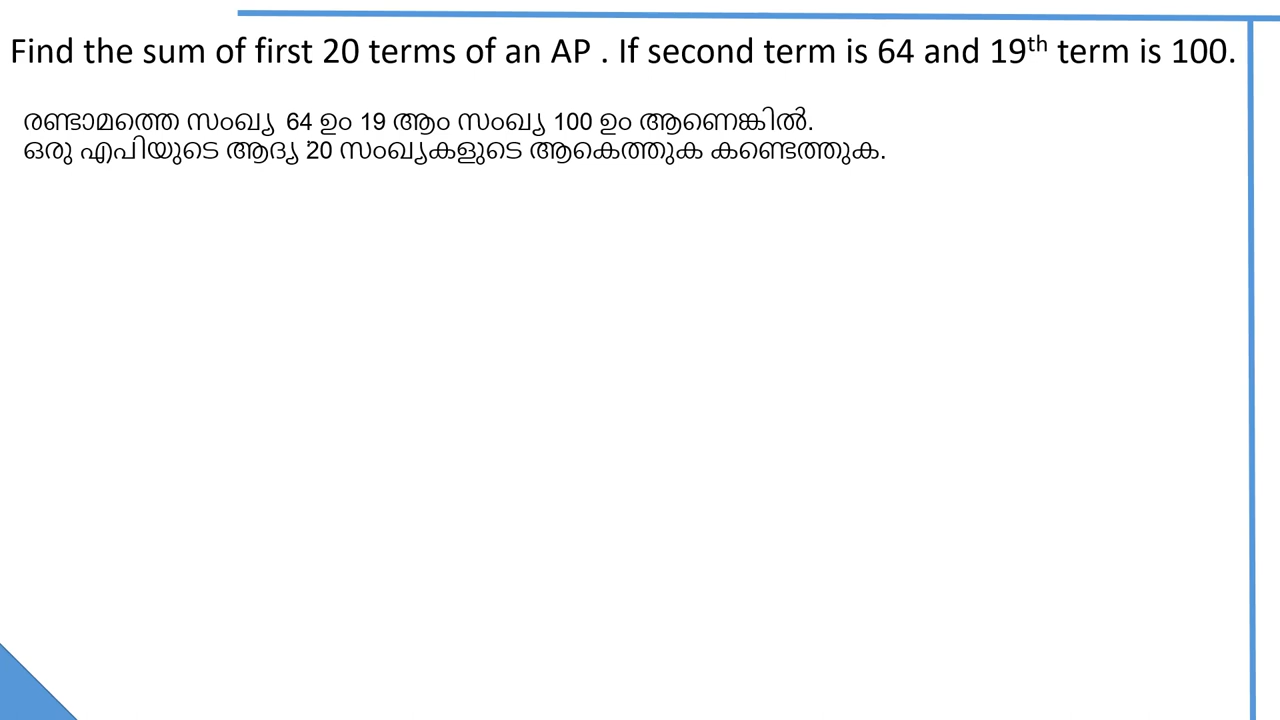 Find the sum of first 20 terms of an AP . If second term is 64 and 19th term is 100.
രണ്ടാമത്തെ സംഖ്യ 64 ഉം 19 ആം സംഖ്യ 100 ഉം ആണെങ്കിൽ.
ഒരു എപിയുടെ ആദ്യ 20 സംഖ്യകളുടെ ആകെത്തുക കണ്ടെത്തുക.